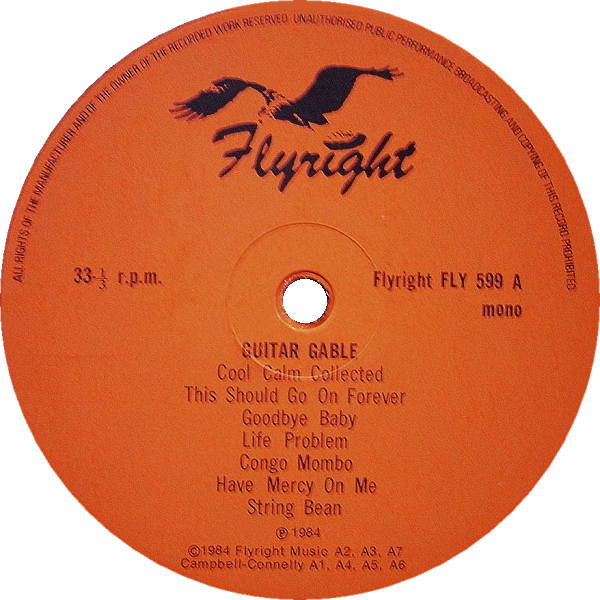 ALL RIGHTS OF THE MANUFACTURER AND OF THE OWNER OF THE RECORDED WORK RESERVED. UNAUTHORISED PUBLIC PERFORMANCE BROADCASTING AND COPYING OF THIS RECORD PROHIBITED
Flyright
33-1/3 r.p.m.
Flyright FLY 599 A
mono
GUITAR GABLE
Cool Calm Collected
This Should Go On Forever
Goodbye Baby
Life Problem
Congo Mombo
Have Mercy On Me
String Bean
℗ 1984
©1984 Flyright Music A2, A3, A7
Campbell-Connelly A1, A4, A5, A6